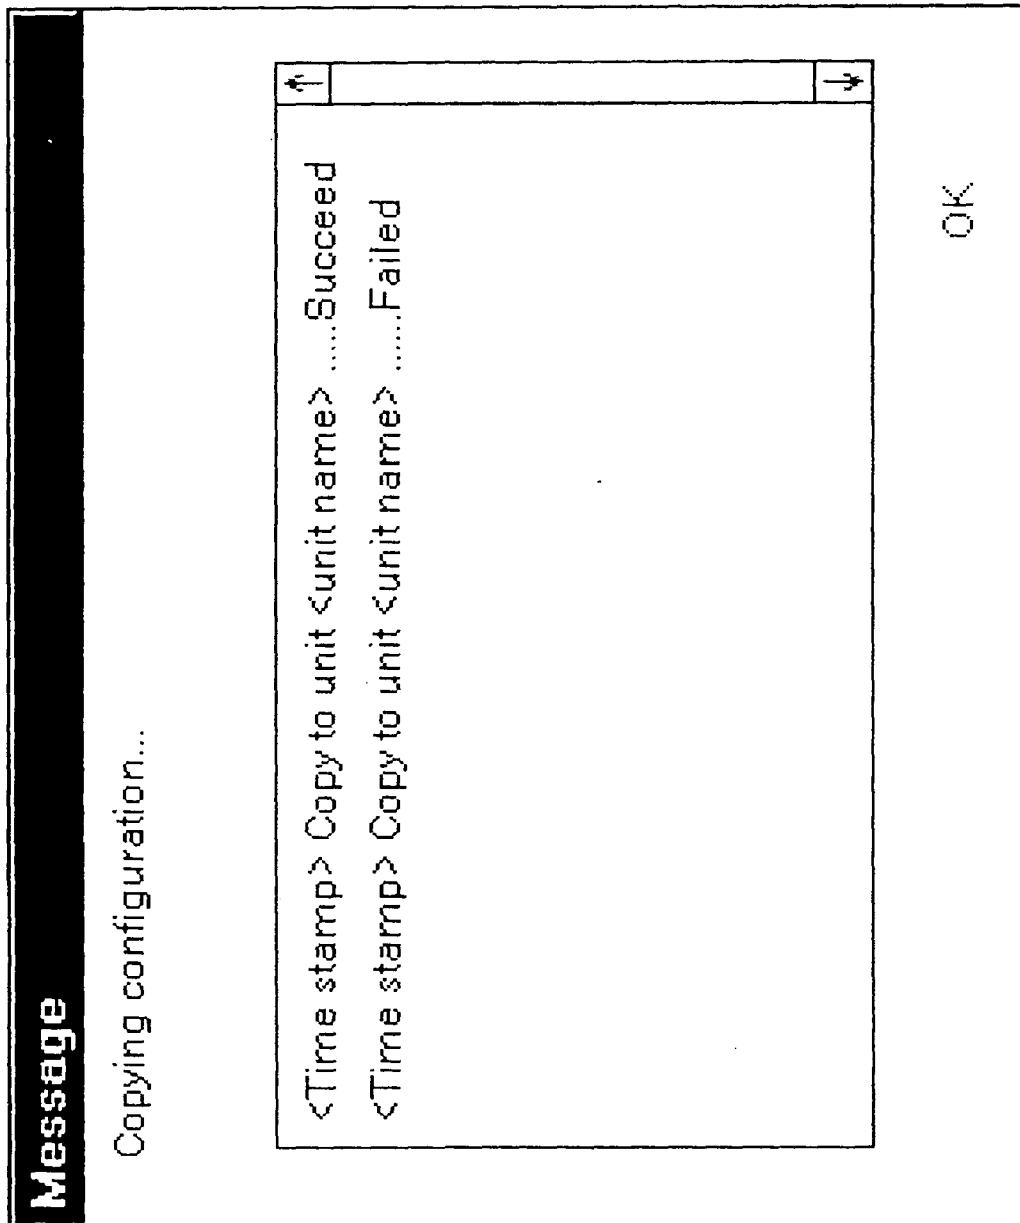 Message
Copying configuration...
<Time stamp> Copy to unit <unit name> .....Succeed
<Time stamp> Copy to unit <unit name> .......Failed
OK